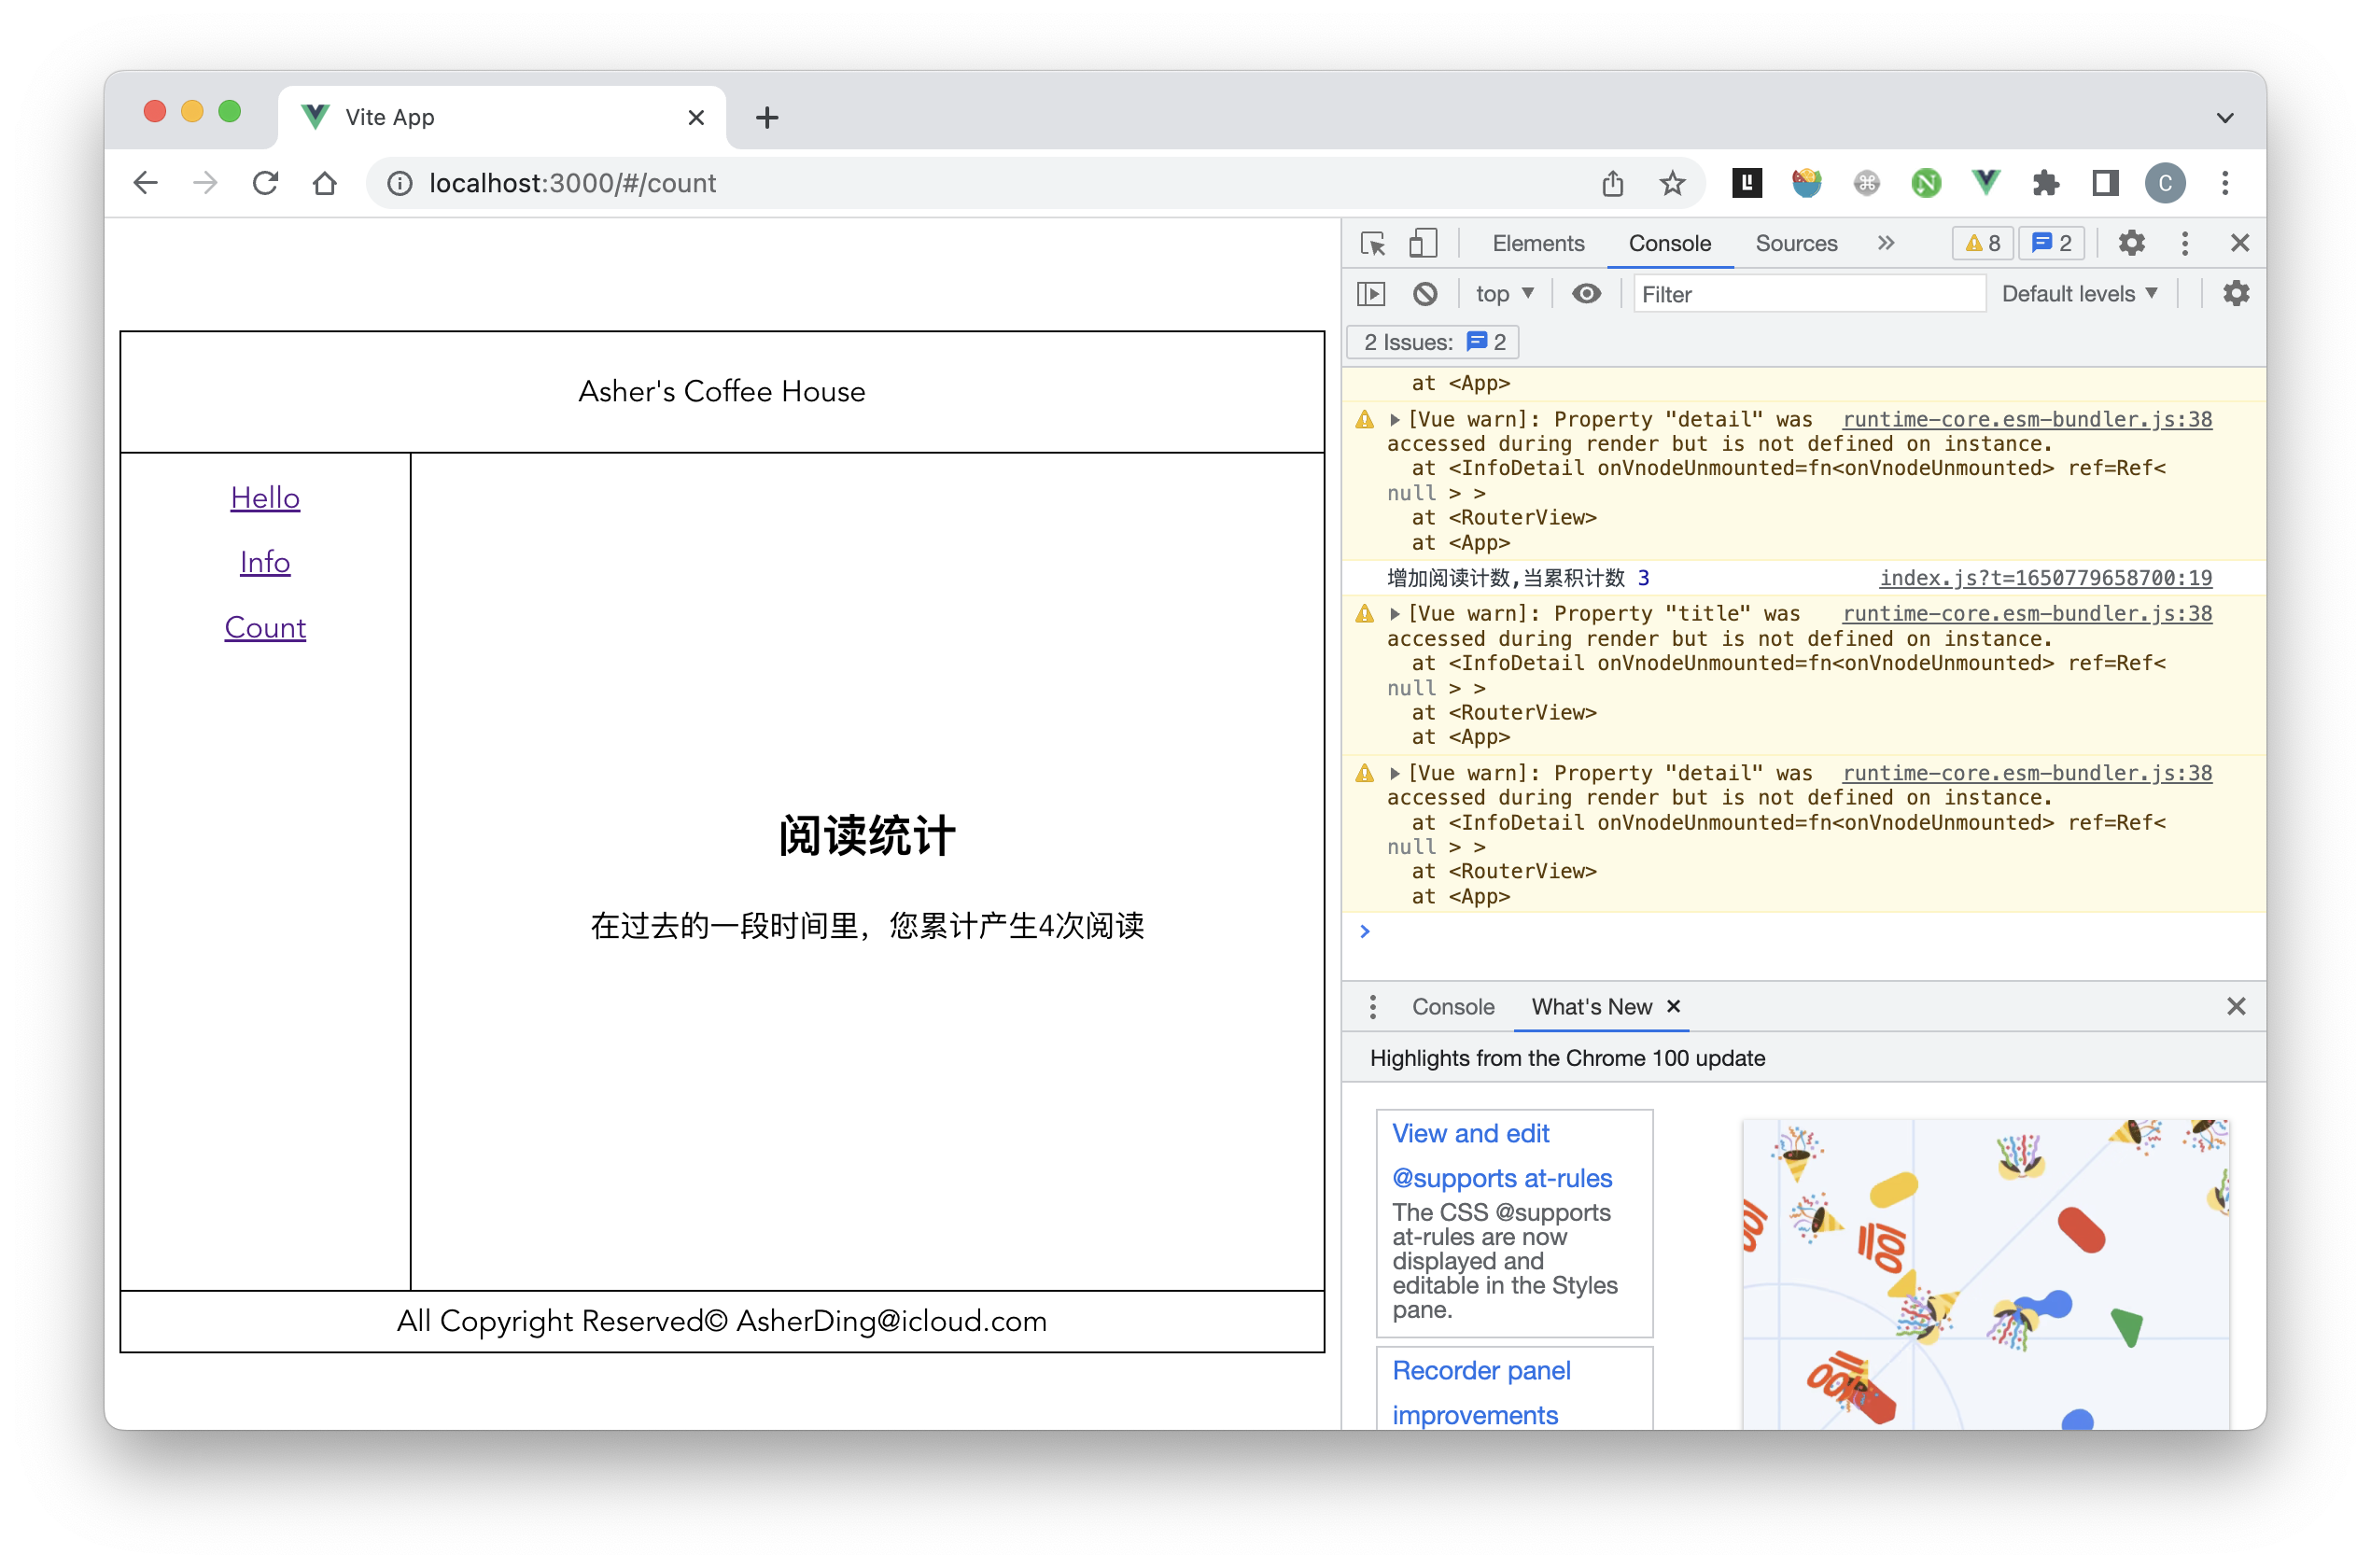 Vite App
localhost:3000/#/count
C
Asher's Coffee House
Hello
Info
Count
阅读统计
在过去的一段时间里，您累计产生4次阅读
All Copyright Reserved© AsherDing@icloud.com
Elements Console Sources 8 2
top Filter Default levels
2 Issues: 2
at <App>
[Vue warn]: Property "detail" was runtime-core.esm-bundler.js:38
accessed during render but is not defined on instance.
at <InfoDetail onVnodeUnmounted=fn<onVnodeUnmounted> ref=Ref<
null > >
at <RouterView>
at <App>
增加阅读计数,当累积计数 3 index.js?t=1650779658700:19
[Vue warn]: Property "title" was runtime-core.esm-bundler.js:38
accessed during render but is not defined on instance.
at <InfoDetail onVnodeUnmounted=fn<onVnodeUnmounted> ref=Ref<
null > >
at <RouterView>
at <App>
[Vue warn]: Property "detail" was runtime-core.esm-bundler.js:38
accessed during render but is not defined on instance.
at <InfoDetail onVnodeUnmounted=fn<onVnodeUnmounted> ref=Ref<
null > >
at <RouterView>
at <App>
Console What's New
Highlights from the Chrome 100 update
View and edit
@supports at-rules
The CSS @supports
at-rules are now
displayed and
editable in the Styles
pane.
Recorder panel
improvements